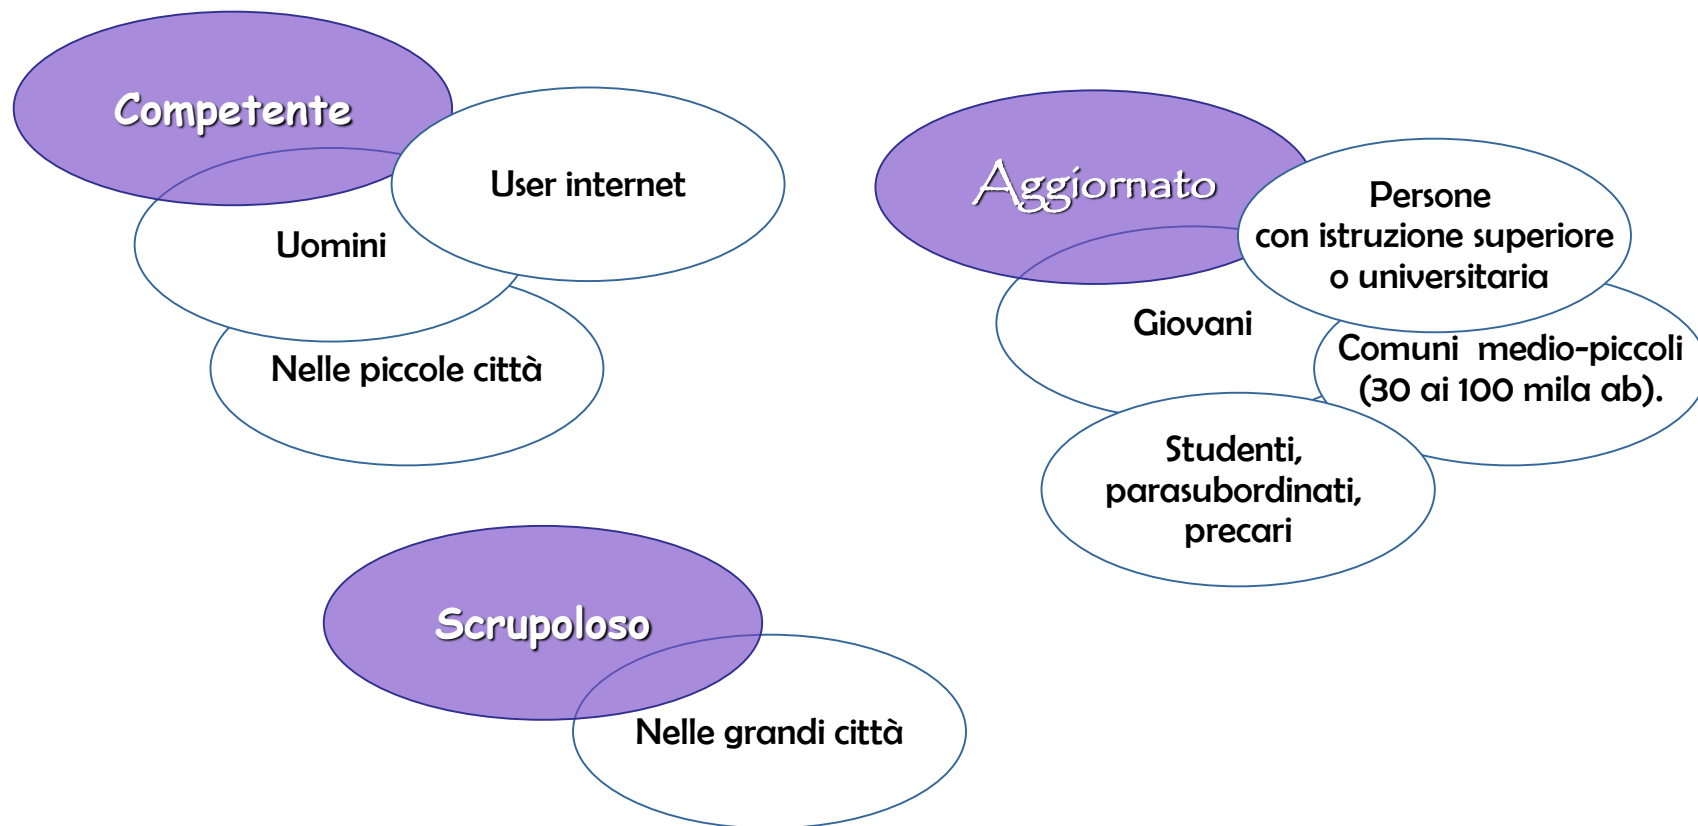 Competente
User internet
Uomini
Nelle piccole città
Aggiornato
Persone
con istruzione superiore
o universitaria
Giovani
Comuni medio-piccoli
(30 ai 100 mila ab).
Studenti,
parasubordinati,
precari
Scrupoloso
Nelle grandi città